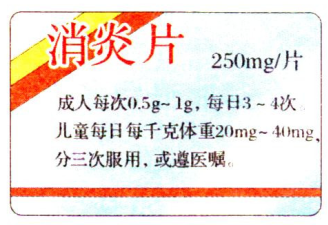 消炎片
250mg/片
成人每次0.5g~1g，每日3~4次。
儿童每日每千克体重20mg~40mg，
分三次服用，或遵医嘱。